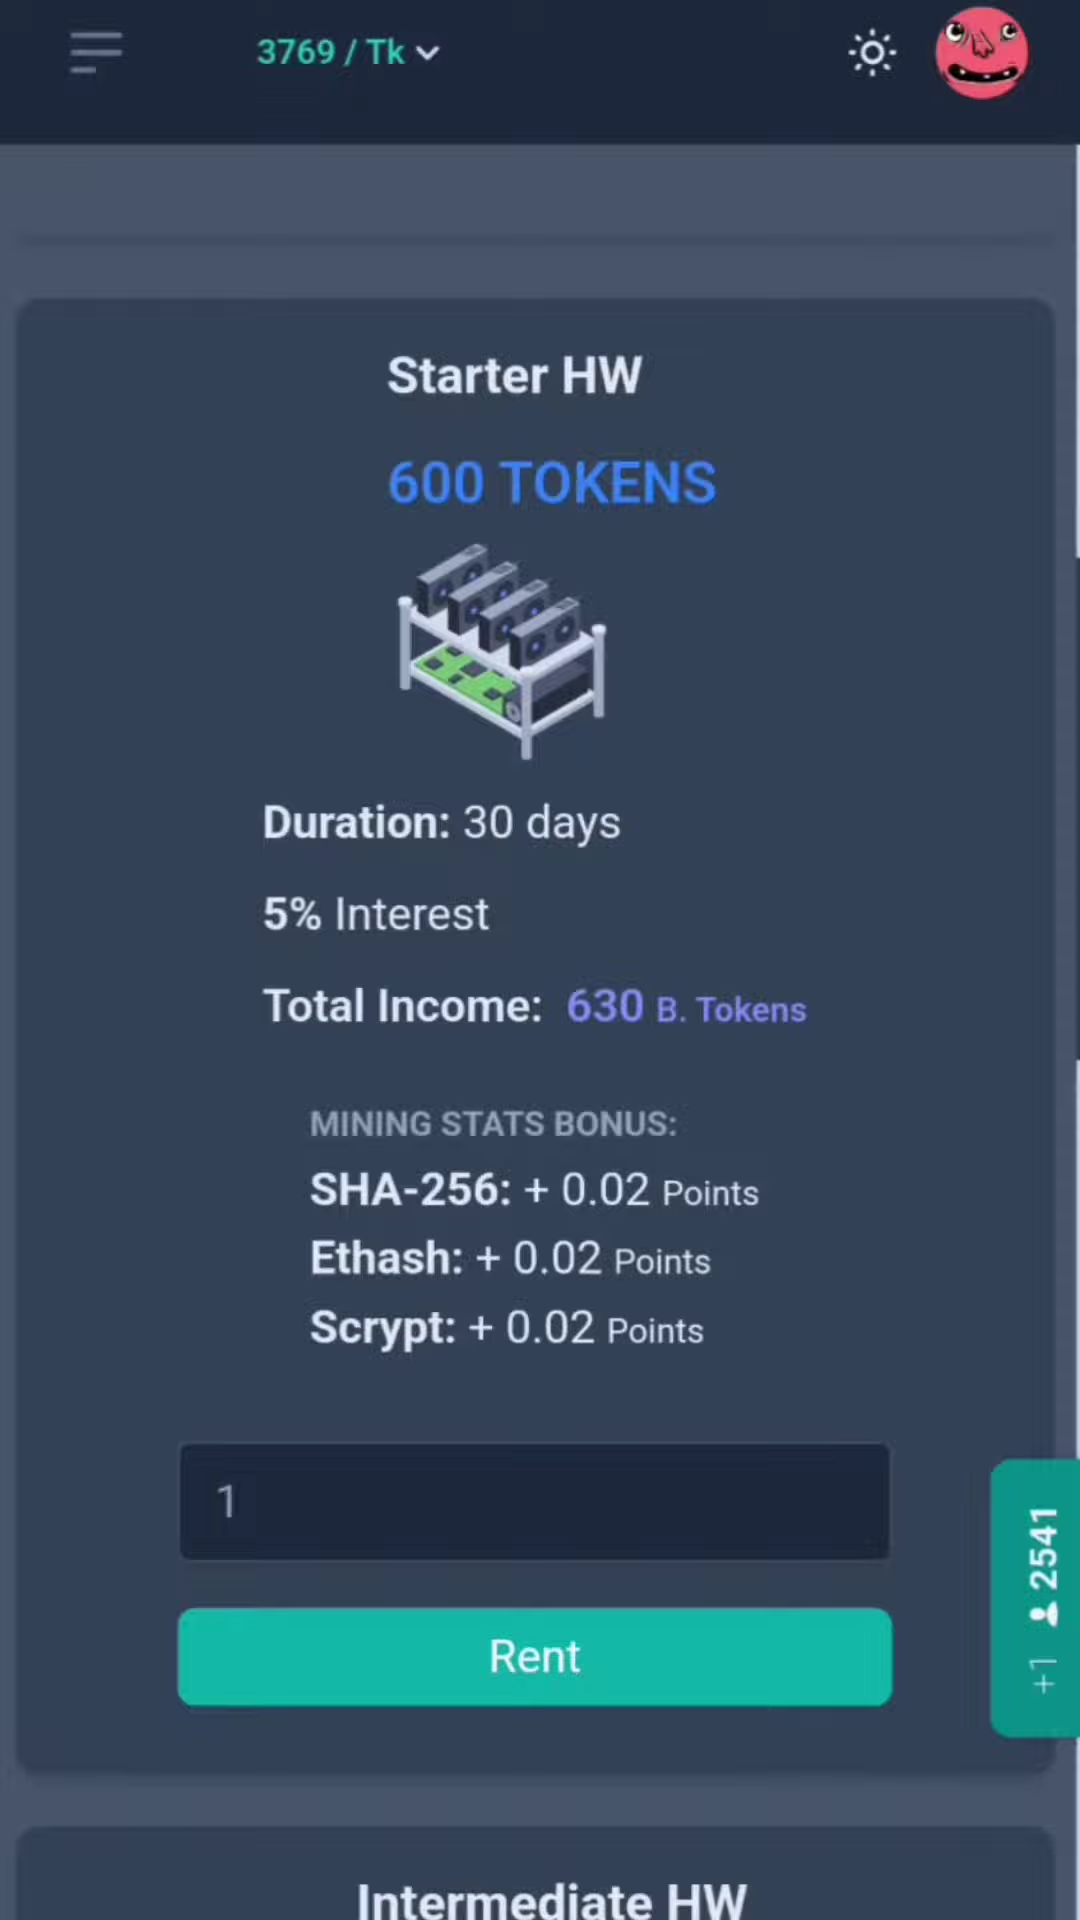 3769 / Tk
Starter HW
600 TOKENS
Duration: 30 days
5% Interest
Total Income: 630 B. Tokens
MINING STATS BONUS:
SHA-256: + 0.02 Points
Ethash: + 0.02 Points
Scrypt: + 0.02 Points
1
Rent
+1 2541
Intermediate HW